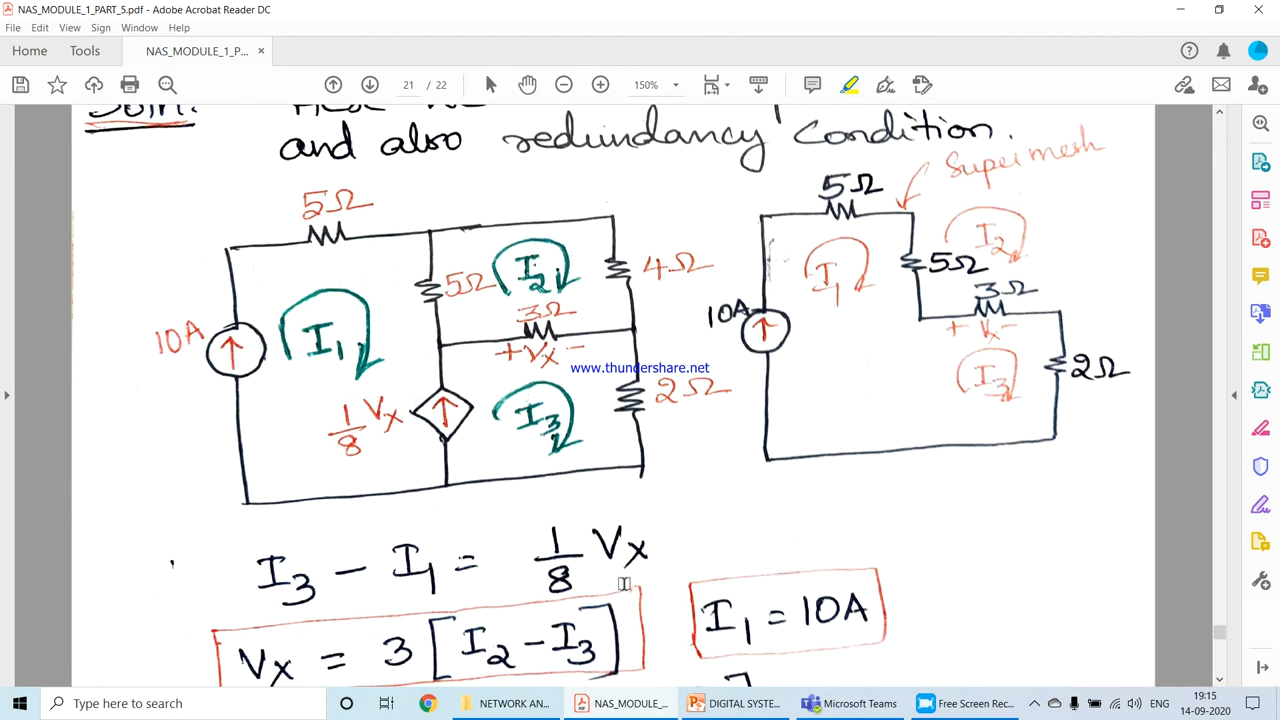 NAS_MODULE_1_PART_5.pdf - Adobe Acrobat Reader DC
File Edit View Sign Window Help
Home Tools NAS_MODULE_1_P... ×
21 / 22 150%
Soln:
and also redundancy condition.
Supermesh
5Ω
5Ω
I2
5Ω
I2
4Ω
I1
5Ω
3Ω
3Ω
10A
I1
+ Vx −
10A
+ Vx −
www.thundershare.net
I3
2Ω
2Ω
1/8 Vx
I3
I3 − I1 = 1/8 Vx
I1 = 10A
Vx = 3 [I2 − I3]
Type here to search
NETWORK AN...
NAS_MODULE_...
DIGITAL SYSTE...
Microsoft Teams
Free Screen Rec...
ENG
19:15
14-09-2020